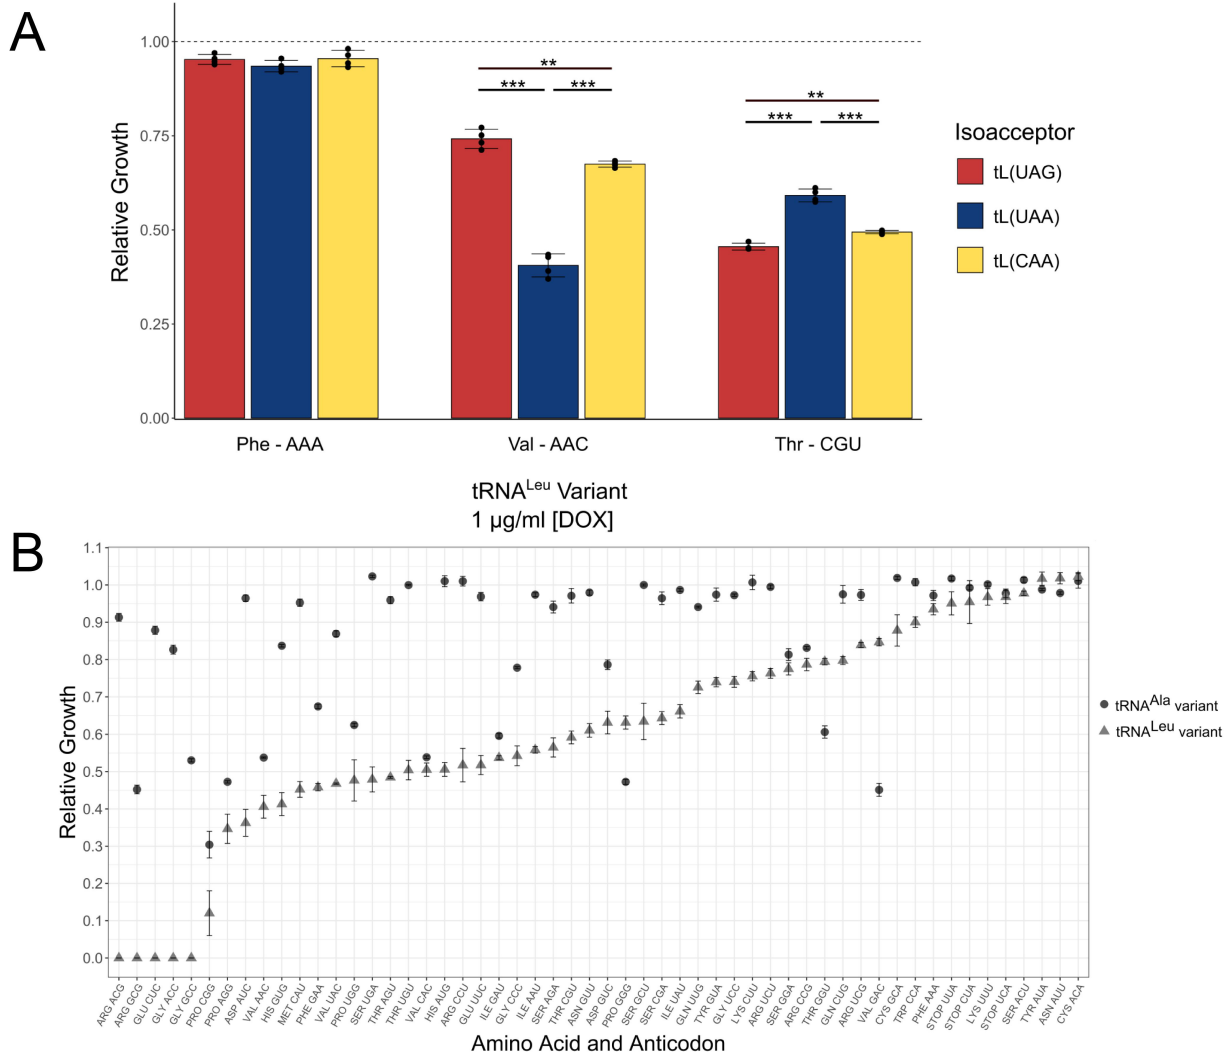 A
1.00
0.75
0.50
0.25
0.00
Relative Growth
**
*** ***
**
*** ***
Phe - AAA Val - AAC Thr - CGU
tRNA^Leu Variant
1 µg/ml [DOX]
Isoacceptor
tL(UAG)
tL(UAA)
tL(CAA)
B
1.1
1.0
0.9
0.8
0.7
0.6
0.5
0.4
0.3
0.2
0.1
0.0
Relative Growth
ARG ACG
ARG GCG
GLU CUC
GLY ACC
GLY GCC
PRO CGG
PRO AGG
ASP AUC
VAL AAC
HIS GUG
MET CAU
PHE GAA
VAL UAC
PRO UGG
SER UGA
THR AGU
THR UGU
VAL CAC
HIS AUG
ARG CCU
GLU UUC
ILE GAU
GLY CCC
ILE AAU
SER AGA
THR CGU
ASN GUU
ASP GUC
PRO GGG
SER GCU
SER CGA
ILE UAU
GLN UUG
TYR GUA
GLY UCC
LYS CUU
ARG UCU
SER GGA
ARG CCG
THR GGU
GLN CUG
ARG UCG
VAL GAC
CYS GCA
TRP CCA
PHE AAA
STOP UUA
STOP CUA
LYS UUU
STOP UCA
SER ACU
TYR AUA
ASN AUU
CYS ACA
Amino Acid and Anticodon
tRNA^Ala variant
tRNA^Leu variant